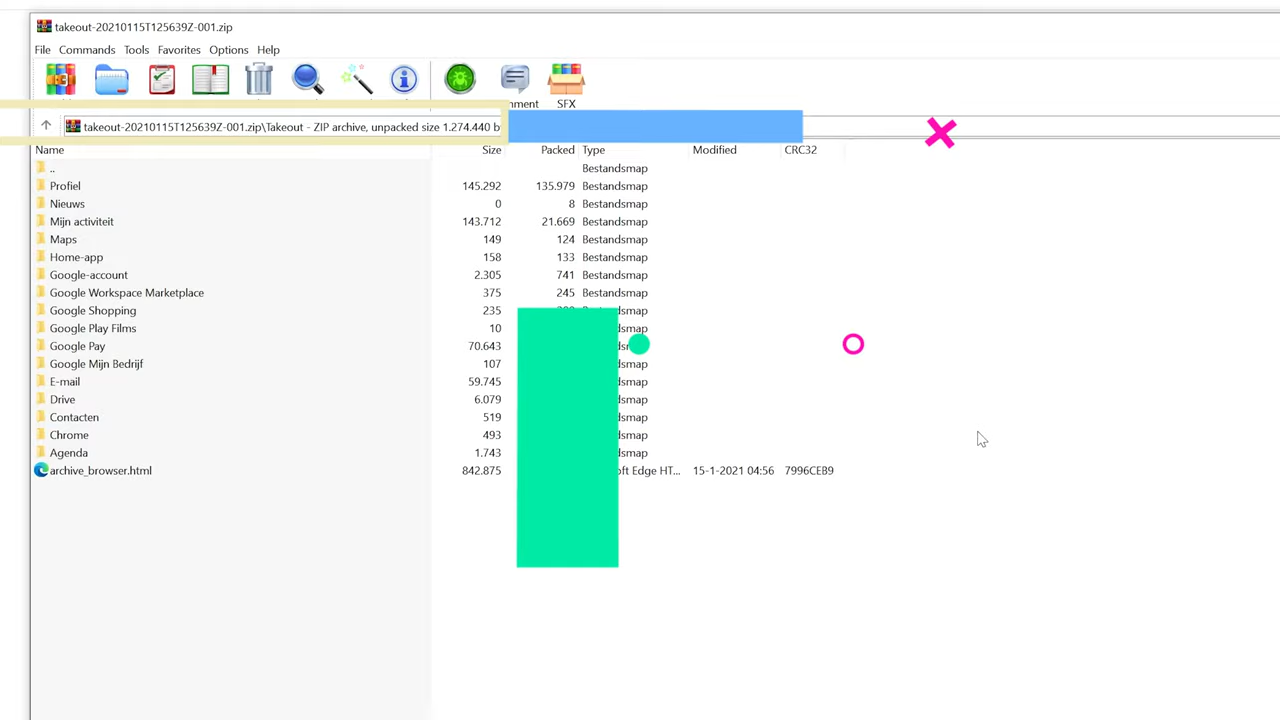 takeout-20210115T125639Z-001.zip
File Commands Tools Favorites Options Help
SFX
takeout-20210115T125639Z-001.zip\Takeout - ZIP archive, unpacked size 1.274.440
Name Size Packed Type Modified CRC32
.. Bestandsmap
Profiel 145.292 135.979 Bestandsmap
Nieuws 0 8 Bestandsmap
Mijn activiteit 143.712 21.669 Bestandsmap
Maps 149 124 Bestandsmap
Home-app 158 133 Bestandsmap
Google-account 2.305 741 Bestandsmap
Google Workspace Marketplace 375 245 Bestandsmap
Google Shopping 235
Google Play Films 10
Google Pay 70.643
Google Mijn Bedrijf 107
E-mail 59.745
Drive 6.079
Contacten 519
Chrome 493
Agenda 1.743
archive_browser.html 842.875 Edge HT... 15-1-2021 04:56 7996CEB9